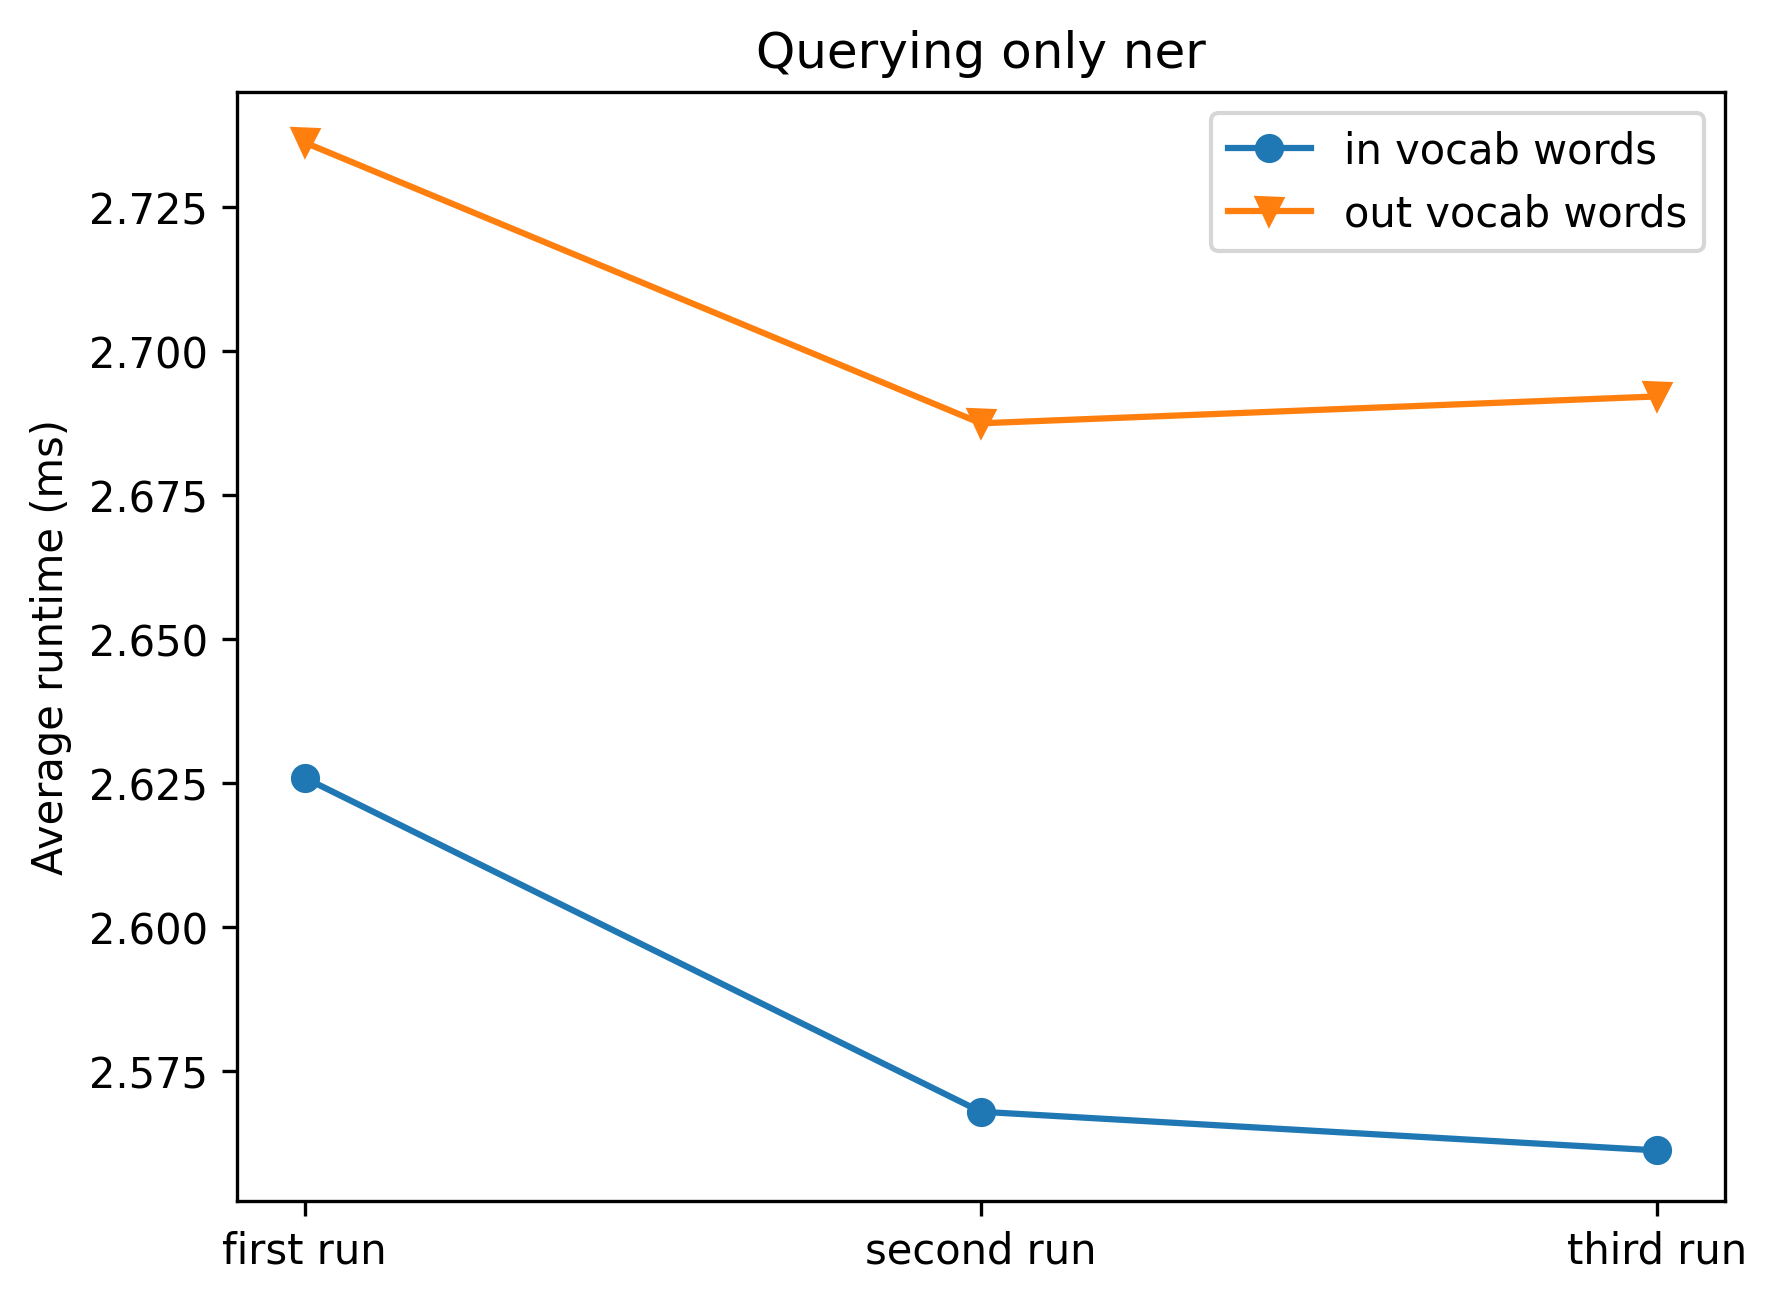 Querying only ner
in vocab words
out vocab words
Average runtime (ms)
2.725
2.700
2.675
2.650
2.625
2.600
2.575
first run
second run
third run